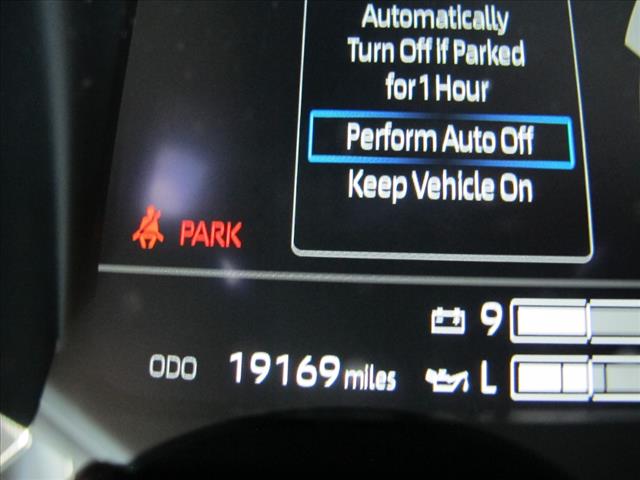 Automatically
Turn Off if Parked
for 1 Hour
Perform Auto Off
Keep Vehicle On
PARK
9
ODO 19169 miles L